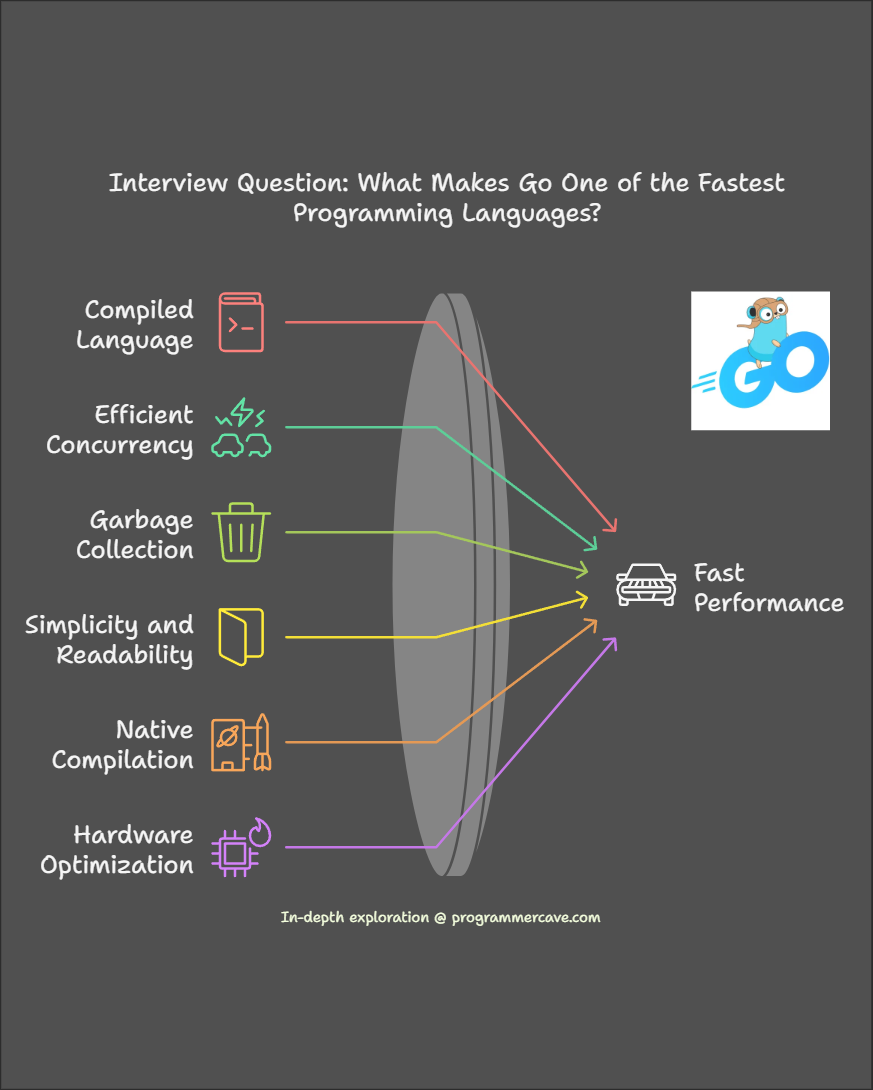 Interview Question: What Makes Go One of the Fastest
Programming Languages?
Compiled
Language
GO
Efficient
Concurrency
Garbage
Collection
Fast
Performance
Simplicity and
Readability
Native
Compilation
Hardware
Optimization
In-depth exploration @ programmercave.com